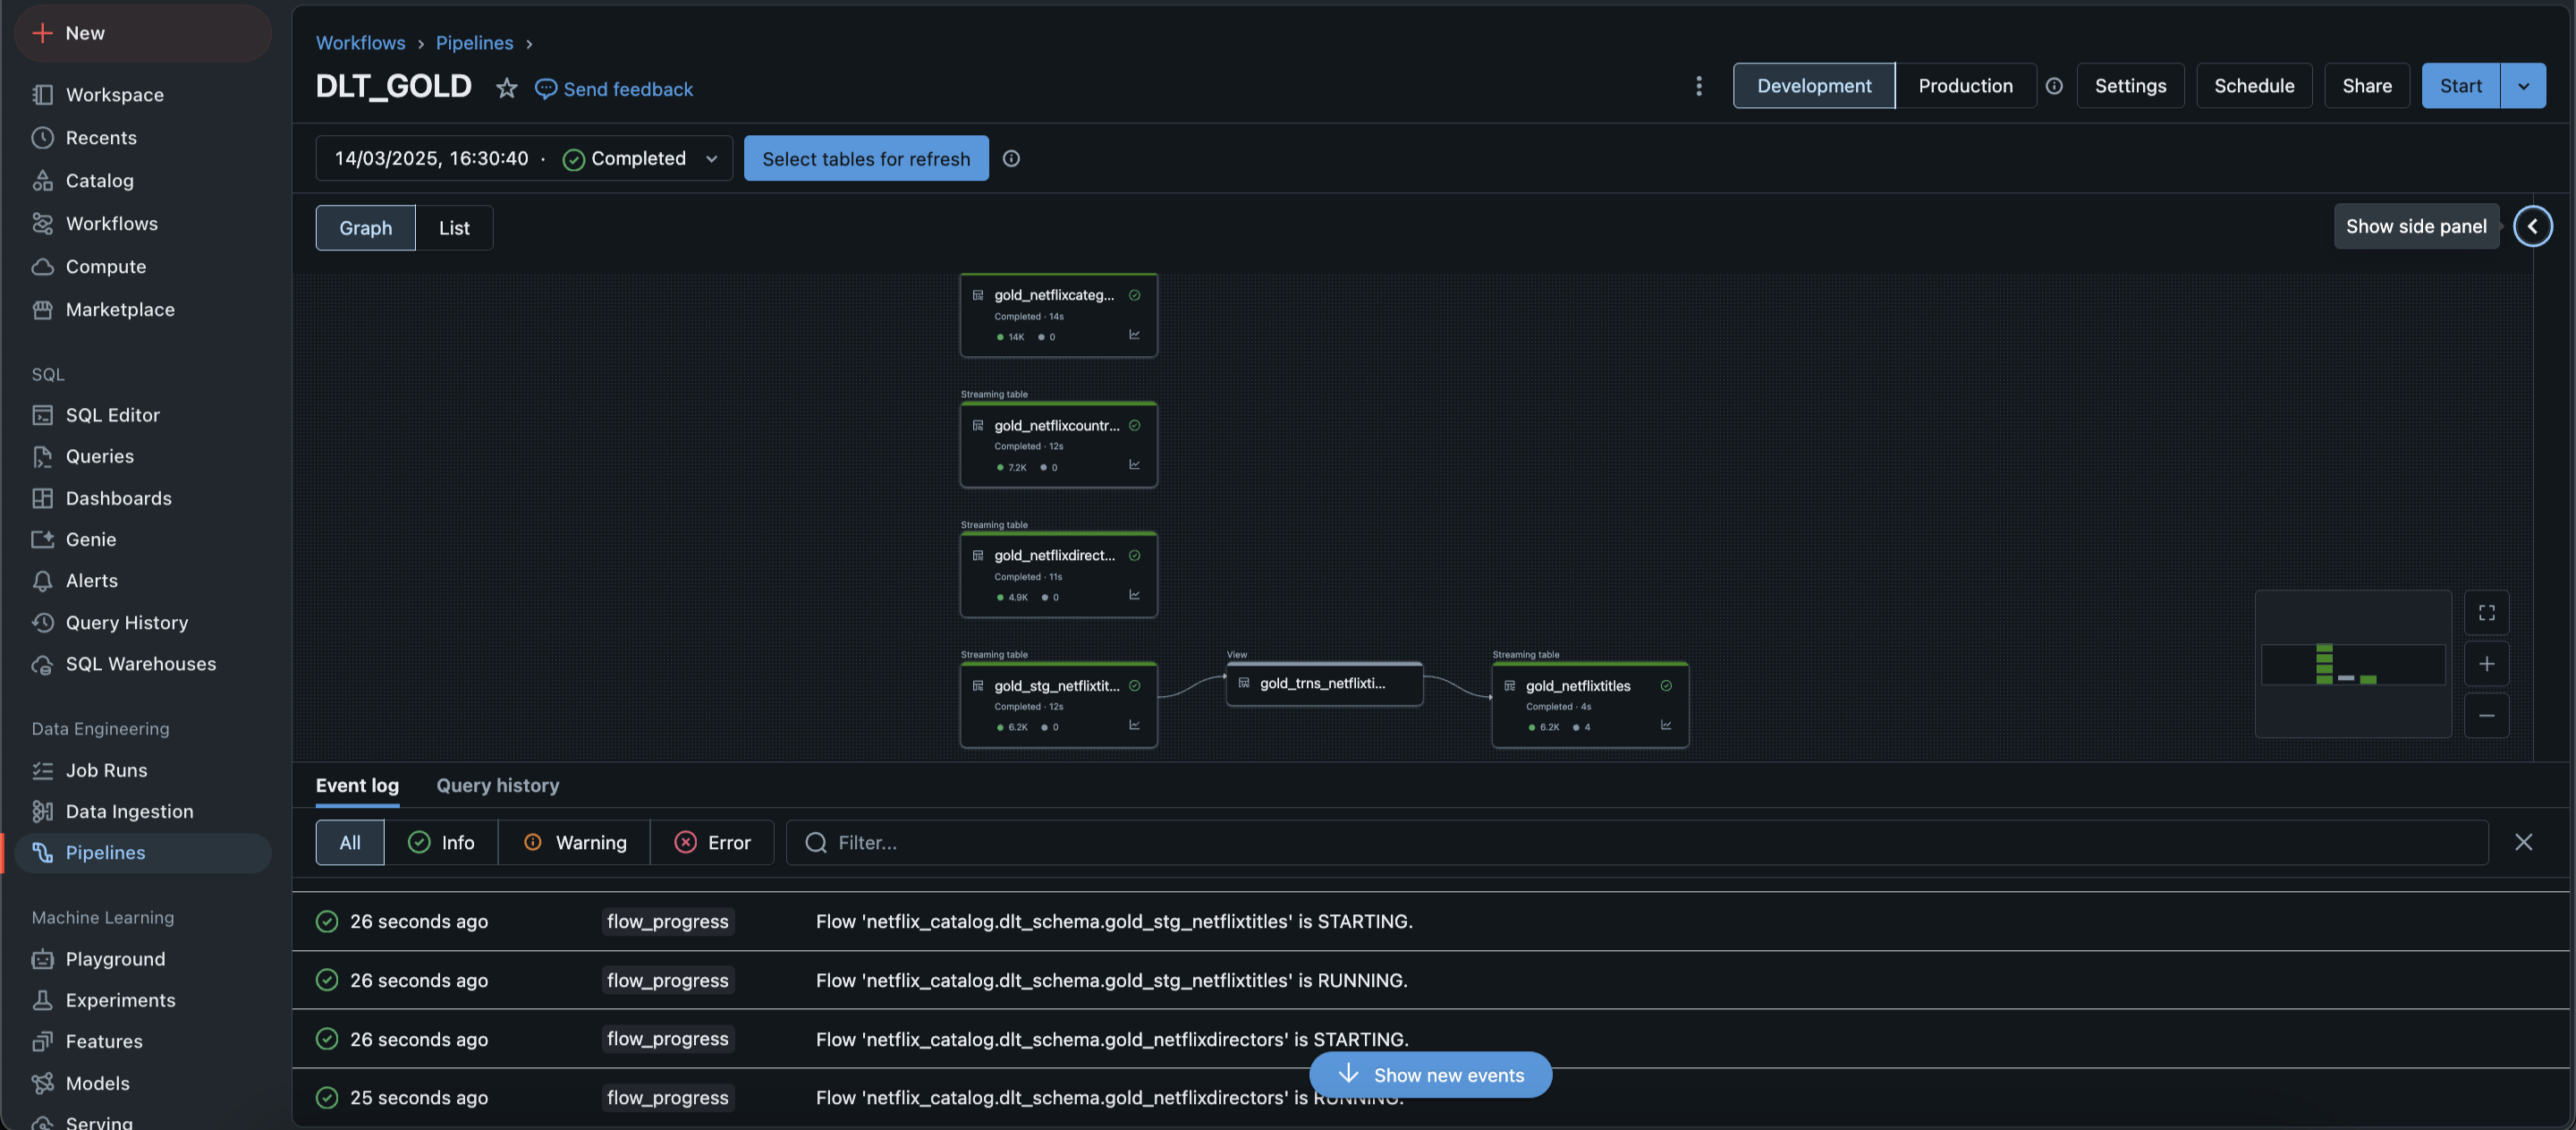 New
Workspace
Recents
Catalog
Workflows
Compute
Marketplace
SQL
SQL Editor
Queries
Dashboards
Genie
Alerts
Query History
SQL Warehouses
Data Engineering
Job Runs
Data Ingestion
Pipelines
Machine Learning
Playground
Experiments
Features
Models
Serving
Workflows › Pipelines ›
DLT_GOLD Send feedback
Development Production Settings Schedule Share Start
14/03/2025, 16:30:40 · Completed Select tables for refresh
Graph List
Show side panel
gold_netflixcateg...
Completed · 14s
14K 0
Streaming table
gold_netflixcountr...
Completed · 12s
7.2K 0
Streaming table
gold_netflixdirect...
Completed · 11s
4.9K 0
Streaming table
gold_stg_netflixtit...
Completed · 12s
6.2K 0
View
gold_trns_netflixti...
Streaming table
gold_netflixtitles
Completed · 4s
6.2K 4
Event log Query history
All Info Warning Error Filter...
26 seconds ago flow_progress Flow 'netflix_catalog.dlt_schema.gold_stg_netflixtitles' is STARTING.
26 seconds ago flow_progress Flow 'netflix_catalog.dlt_schema.gold_stg_netflixtitles' is RUNNING.
26 seconds ago flow_progress Flow 'netflix_catalog.dlt_schema.gold_netflixdirectors' is STARTING.
Show new events
25 seconds ago flow_progress Flow 'netflix_catalog.dlt_schema.gold_netflixdirectors' is RUNNING.